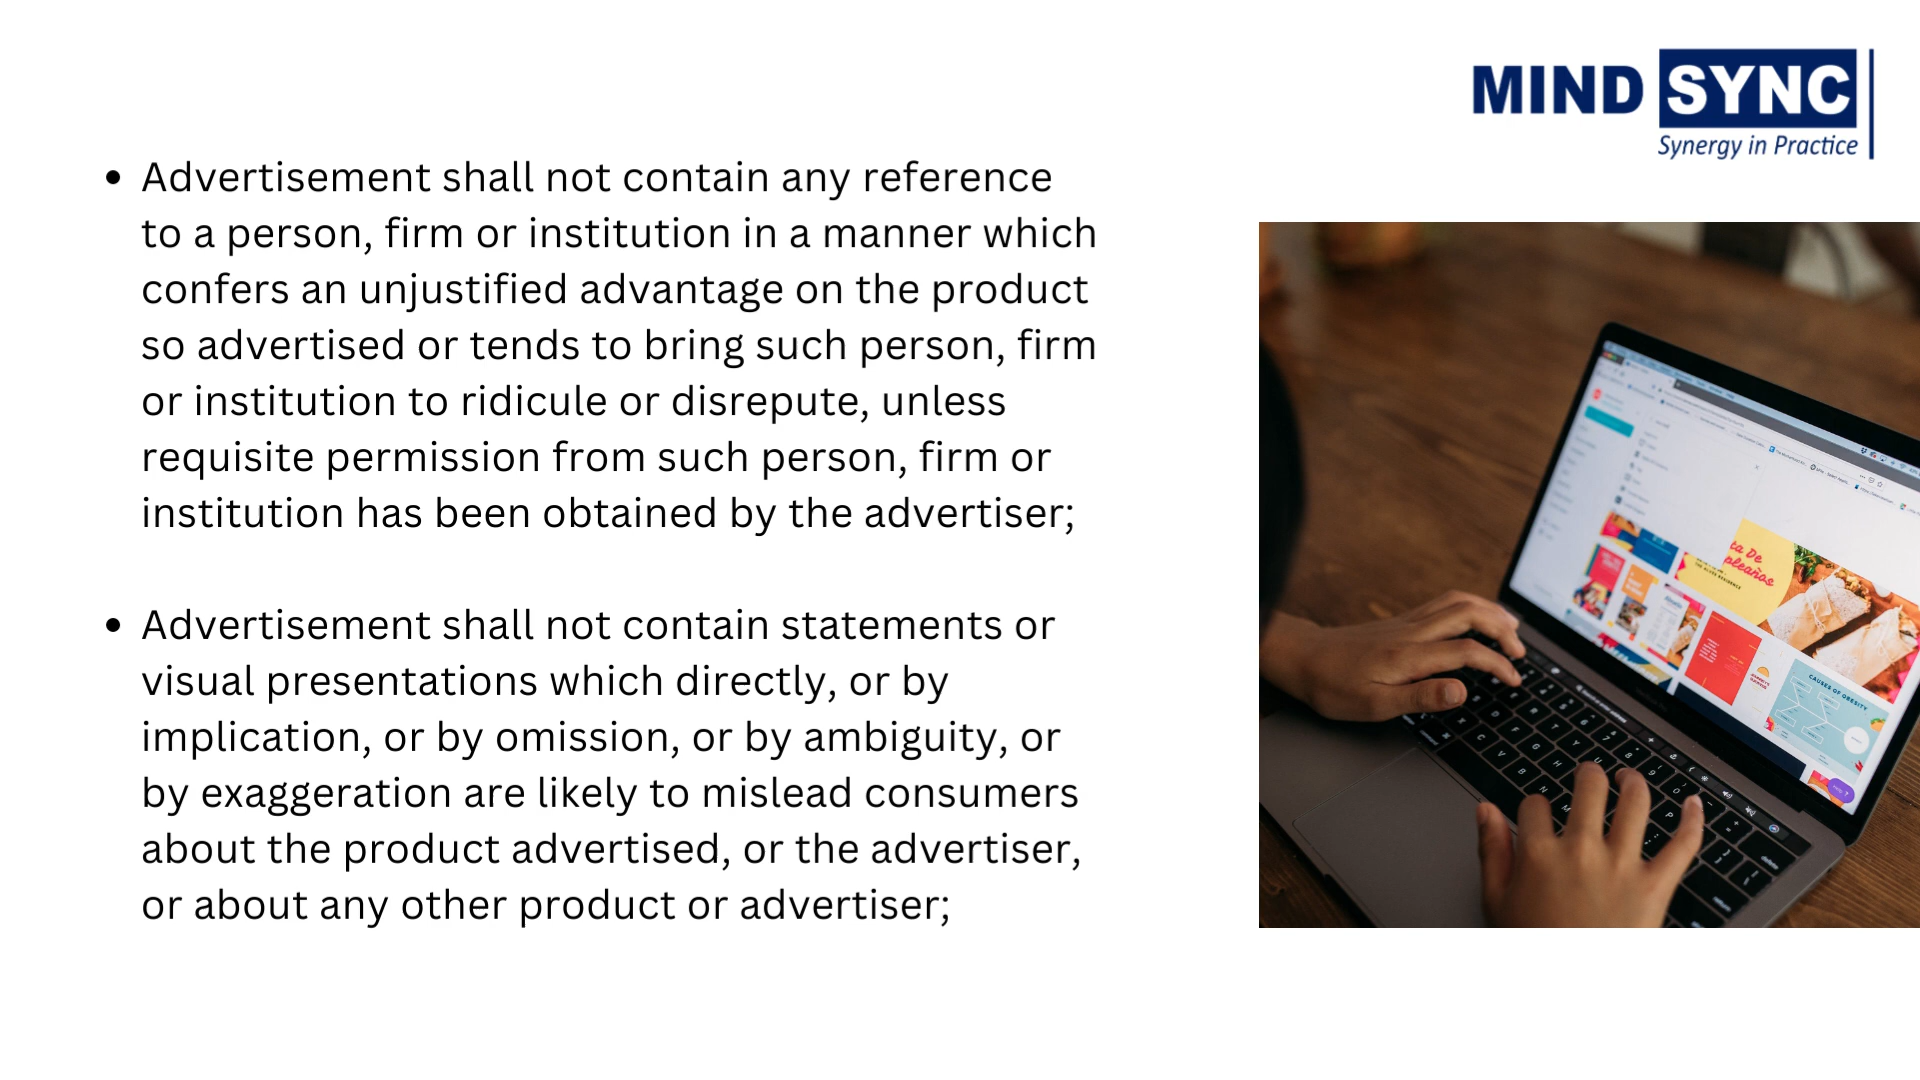 MIND SYNC
Synergy in Practice
• Advertisement shall not contain any reference
to a person, firm or institution in a manner which
confers an unjustified advantage on the product
so advertised or tends to bring such person, firm
or institution to ridicule or disrepute, unless
requisite permission from such person, firm or
institution has been obtained by the advertiser;
• Advertisement shall not contain statements or
visual presentations which directly, or by
implication, or by omission, or by ambiguity, or
by exaggeration are likely to mislead consumers
about the product advertised, or the advertiser,
or about any other product or advertiser;
CAUSES OF OBESITY